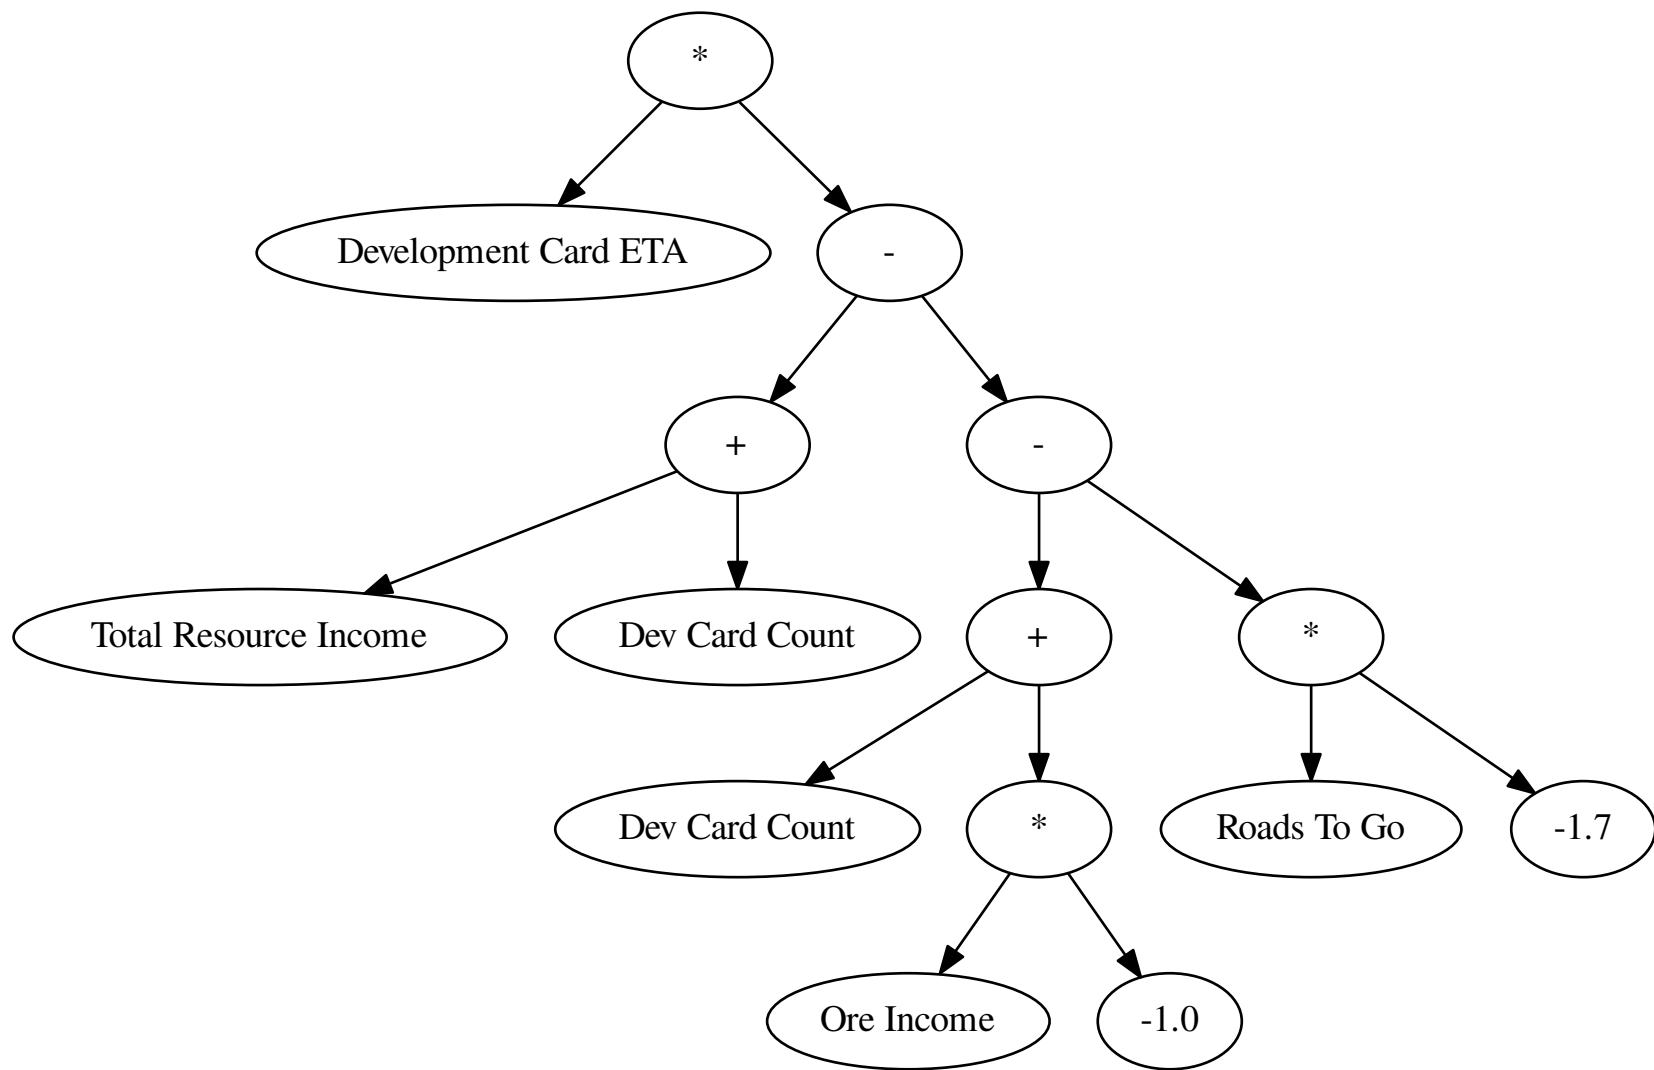 *
Development Card ETA
-
+
-
Total Resource Income
Dev Card Count
+
*
Dev Card Count
*
Roads To Go
-1.7
Ore Income
-1.0